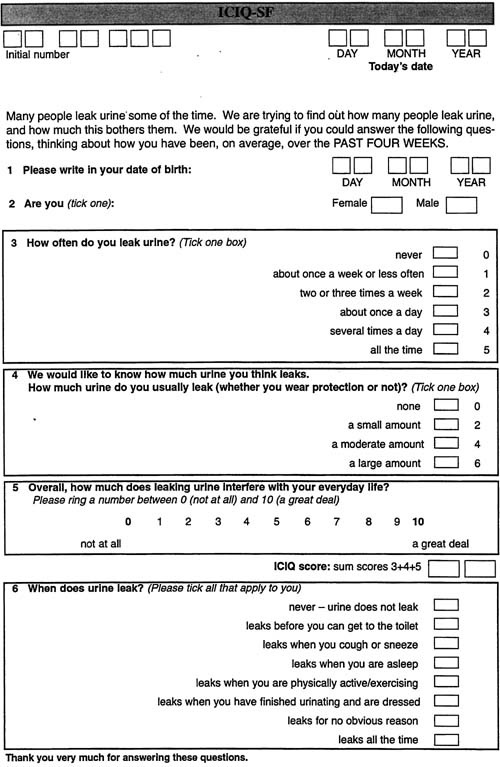 ICIQ-SF
Initial number
DAY MONTH YEAR
Today's date
Many people leak urine some of the time. We are trying to find out how many people leak urine,
and how much this bothers them. We would be grateful if you could answer the following ques-
tions, thinking about how you have been, on average, over the PAST FOUR WEEKS.
1 Please write in your date of birth:
DAY MONTH YEAR
2 Are you (tick one): Female Male
3 How often do you leak urine? (Tick one box)
never 0
about once a week or less often 1
two or three times a week 2
about once a day 3
several times a day 4
all the time 5
4 We would like to know how much urine you think leaks.
How much urine do you usually leak (whether you wear protection or not)? (Tick one box)
none 0
a small amount 2
a moderate amount 4
a large amount 6
5 Overall, how much does leaking urine interfere with your everyday life?
Please ring a number between 0 (not at all) and 10 (a great deal)
0 1 2 3 4 5 6 7 8 9 10
not at all a great deal
ICIQ score: sum scores 3+4+5
6 When does urine leak? (Please tick all that apply to you)
never – urine does not leak
leaks before you can get to the toilet
leaks when you cough or sneeze
leaks when you are asleep
leaks when you are physically active/exercising
leaks when you have finished urinating and are dressed
leaks for no obvious reason
leaks all the time
Thank you very much for answering these questions.